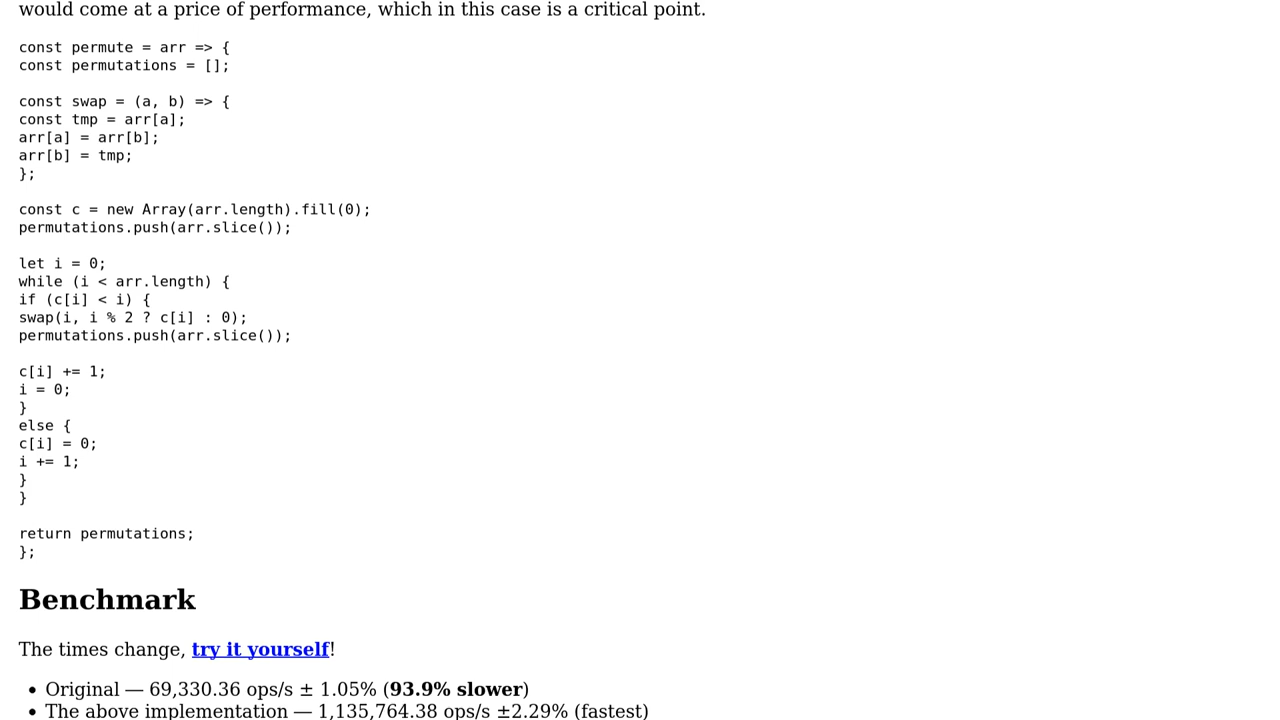 would come at a price of performance, which in this case is a critical point.
const permute = arr => {
const permutations = [];
const swap = (a, b) => {
const tmp = arr[a];
arr[a] = arr[b];
arr[b] = tmp;
};
const c = new Array(arr.length).fill(0);
permutations.push(arr.slice());
let i = 0;
while (i < arr.length) {
if (c[i] < i) {
swap(i, i % 2 ? c[i] : 0);
permutations.push(arr.slice());
c[i] += 1;
i = 0;
}
else {
c[i] = 0;
i += 1;
}
}
return permutations;
};
Benchmark
The times change, try it yourself!
• Original — 69,330.36 ops/s ± 1.05% (93.9% slower)
• The above implementation — 1,135,764.38 ops/s ±2.29% (fastest)